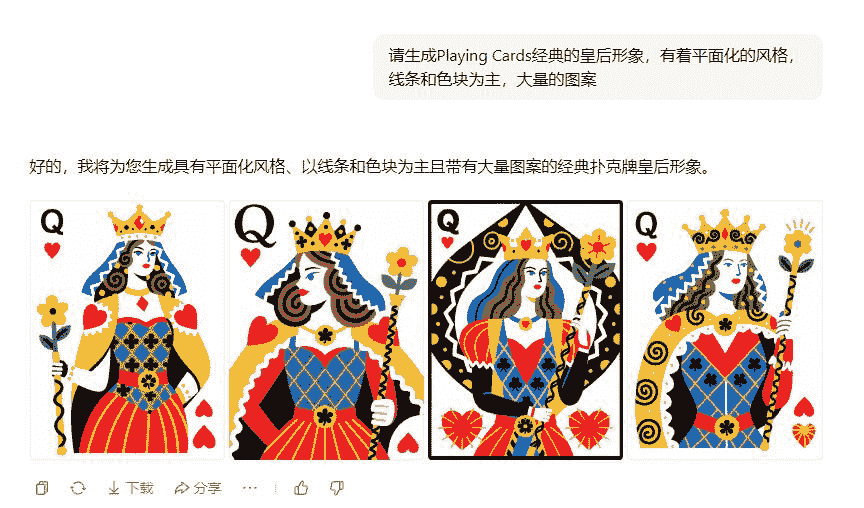 请生成Playing Cards经典的皇后形象，有着平面化的风格，
线条和色块为主，大量的图案
好的，我将为您生成具有平面化风格、以线条和色块为主且带有大量图案的经典扑克牌皇后形象。
Q
Q
Q
Q
下载
分享